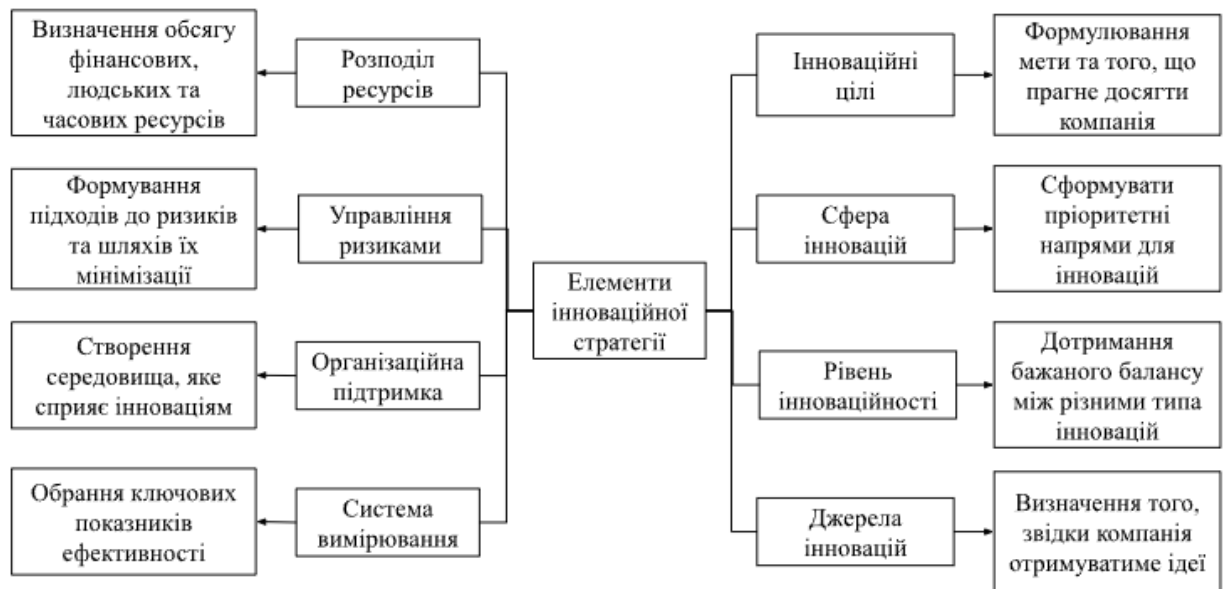 Визначення обсягу
фінансових,
людських та
часових ресурсів
Розподіл
ресурсів
Формування
підходів до ризиків
та шляхів їх
мінімізації
Управління
ризиками
Створення
середовища, яке
сприяє інноваціям
Організаційна
підтримка
Обрання ключових
показників
ефективності
Система
вимірювання
Елементи
інноваційної
стратегії
Інноваційні
цілі
Формулювання
мети та того, що
прагне досягти
компанія
Сфера
інновацій
Сформувати
пріоритетні
напрями для
інновацій
Рівень
інноваційності
Дотримання
бажаного балансу
між різними типа
інновацій
Джерела
інновацій
Визначення того,
звідки компанія
отримуватиме ідеї